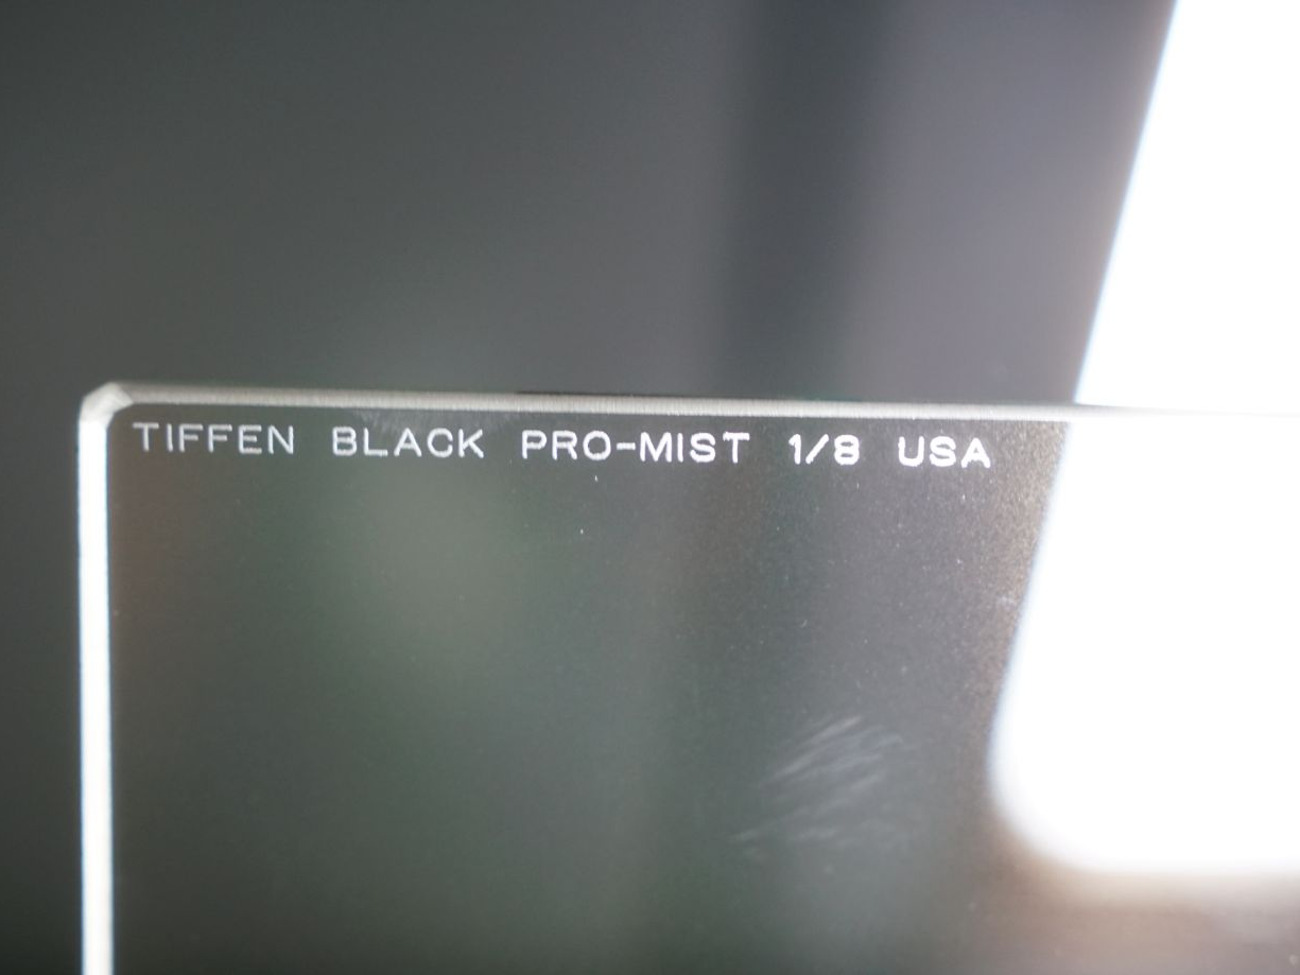 TIFFEN BLACK PRO-MIST 1/8 USA